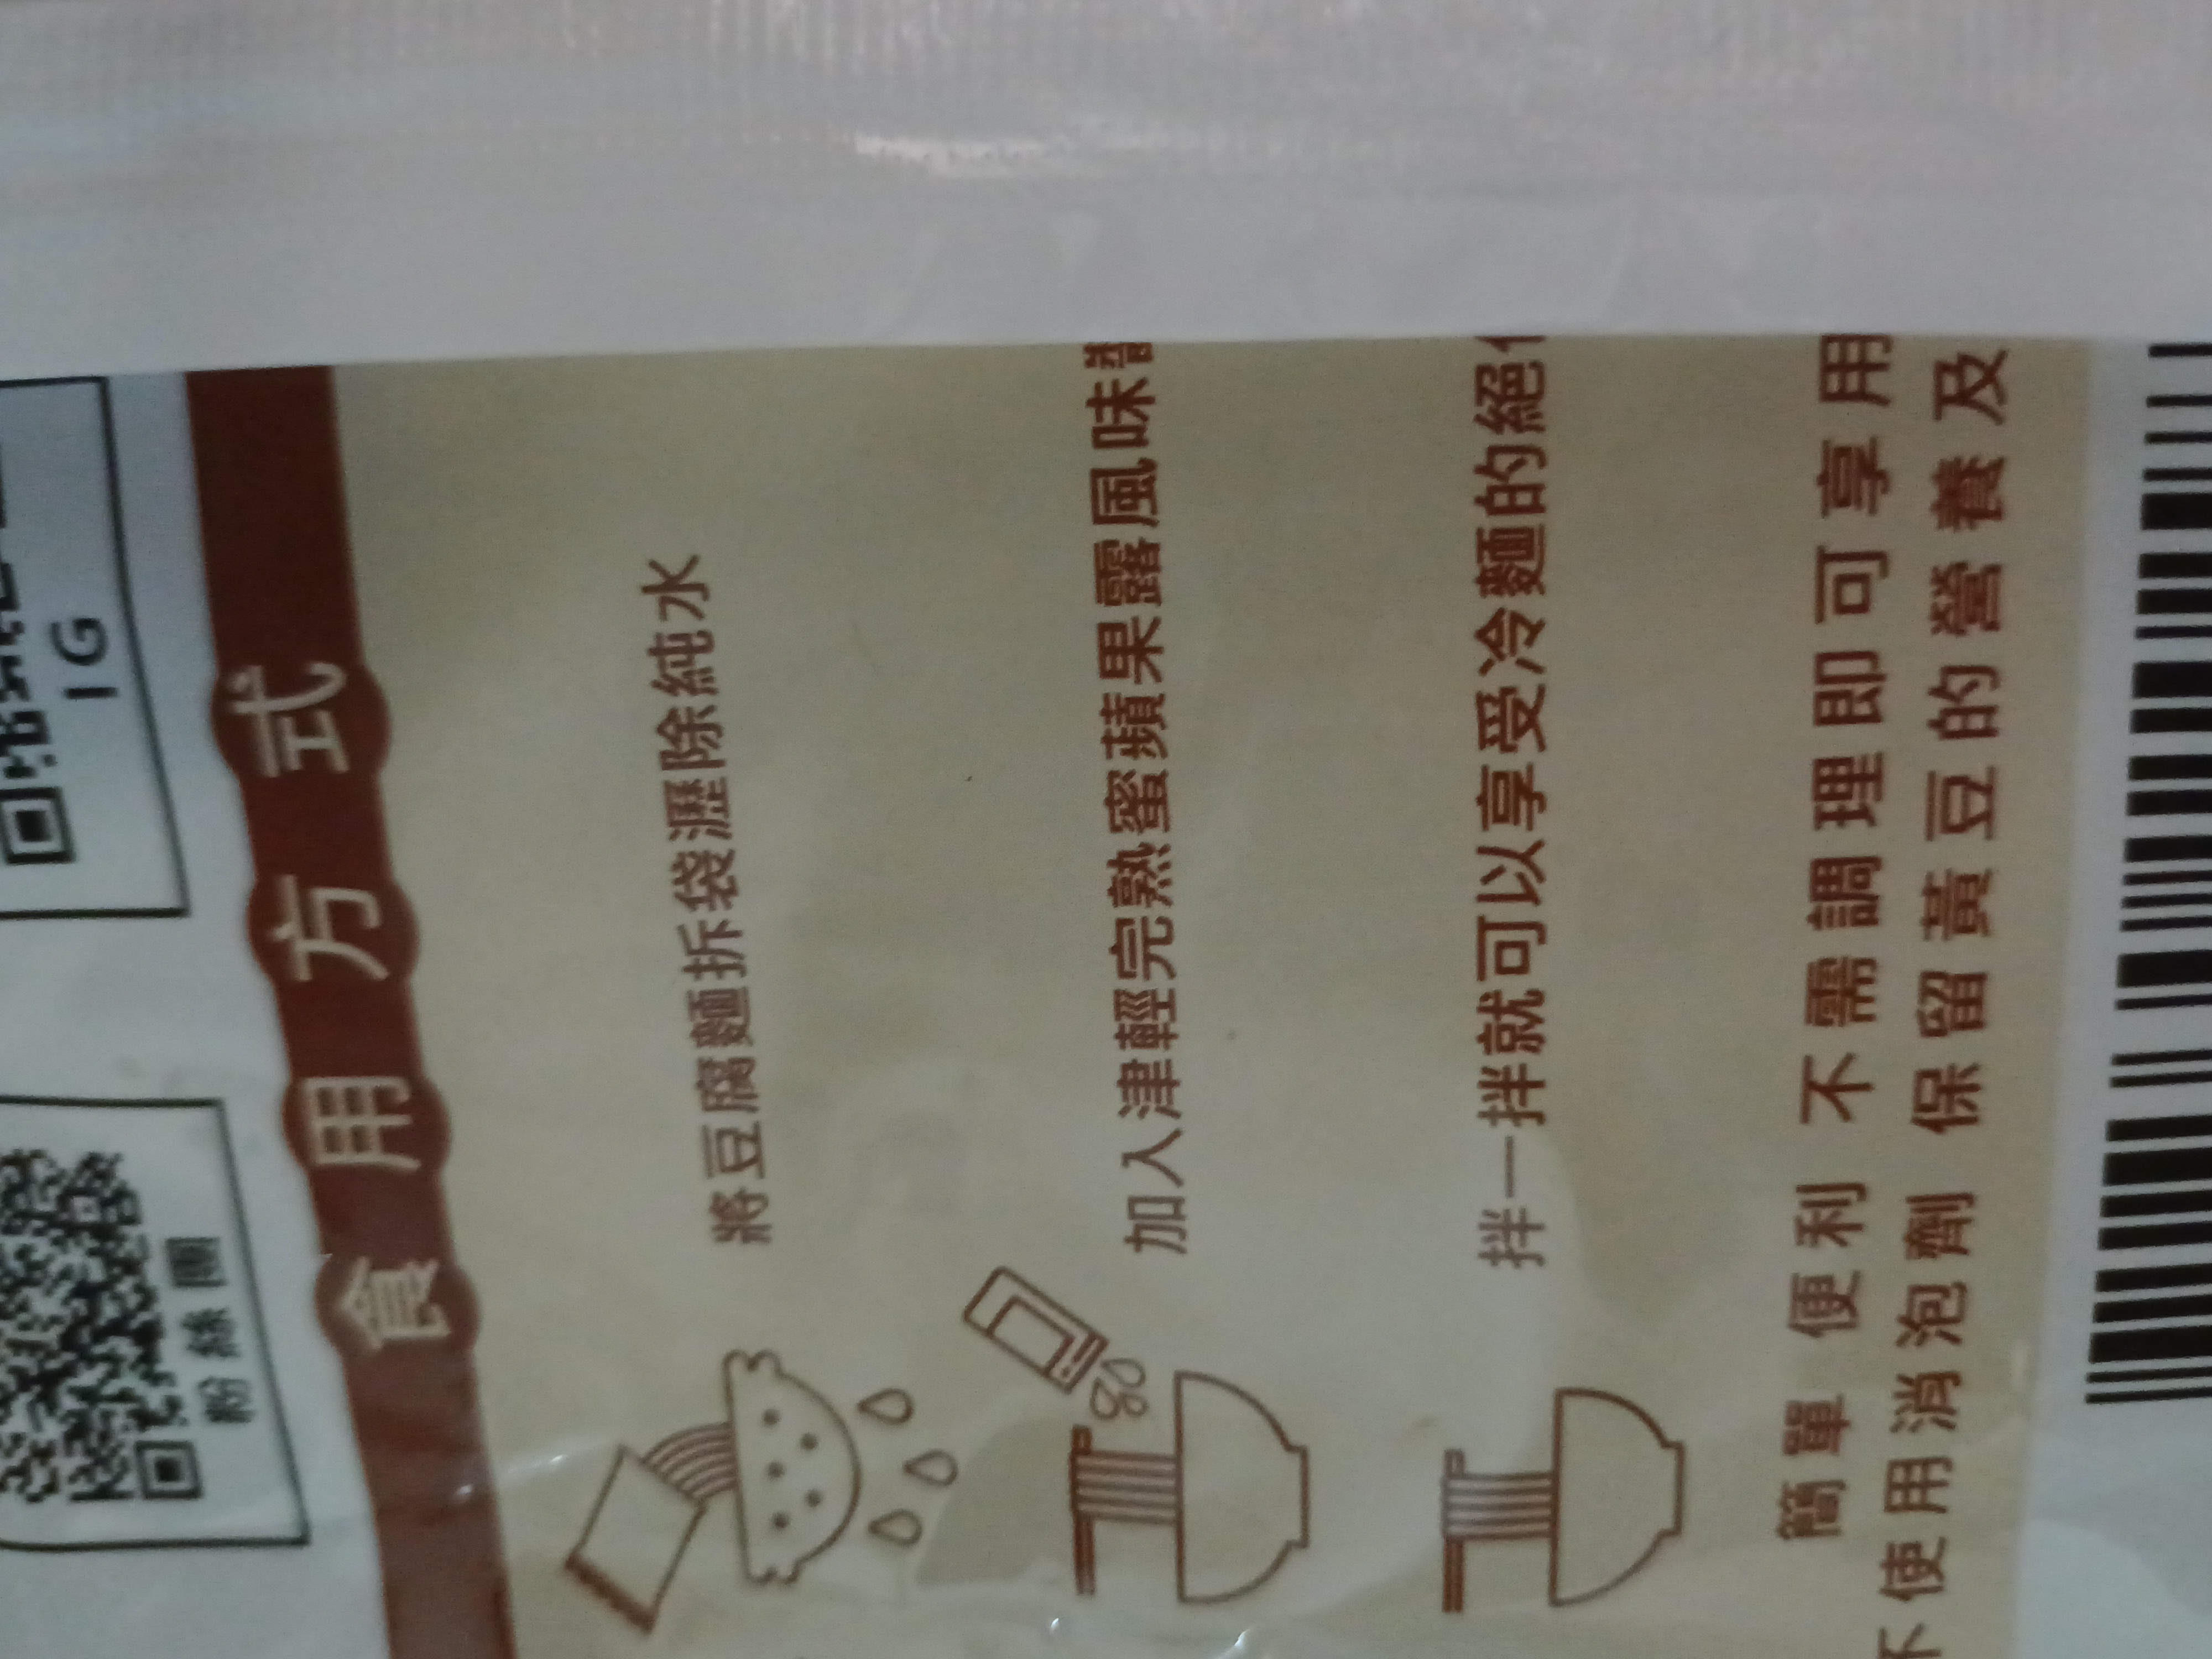 IG
粉絲團
食用方式
將豆腐麵拆袋瀝除純水
加入津輕完熟蜜蘋果露風味醬
拌一拌就可以享受冷麵的絕
簡單 便利 不需調理即可享用
不使用消泡劑 保留黃豆的營養及